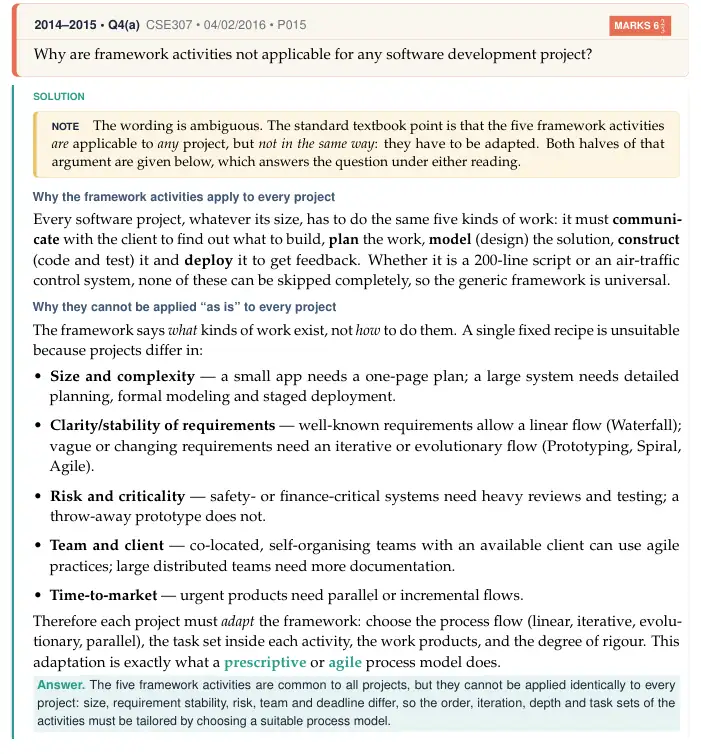 2014–2015 • Q4(a) CSE307 • 04/02/2016 • P015
MARKS 6 2/3
Why are framework activities not applicable for any software development project?
SOLUTION
NOTE The wording is ambiguous. The standard textbook point is that the five framework activities
are applicable to any project, but not in the same way: they have to be adapted. Both halves of that
argument are given below, which answers the question under either reading.
Why the framework activities apply to every project
Every software project, whatever its size, has to do the same five kinds of work: it must communi-
cate with the client to find out what to build, plan the work, model (design) the solution, construct
(code and test) it and deploy it to get feedback. Whether it is a 200-line script or an air-traffic
control system, none of these can be skipped completely, so the generic framework is universal.
Why they cannot be applied “as is” to every project
The framework says what kinds of work exist, not how to do them. A single fixed recipe is unsuitable
because projects differ in:
• Size and complexity — a small app needs a one-page plan; a large system needs detailed
planning, formal modeling and staged deployment.
• Clarity/stability of requirements — well-known requirements allow a linear flow (Waterfall);
vague or changing requirements need an iterative or evolutionary flow (Prototyping, Spiral,
Agile).
• Risk and criticality — safety- or finance-critical systems need heavy reviews and testing; a
throw-away prototype does not.
• Team and client — co-located, self-organising teams with an available client can use agile
practices; large distributed teams need more documentation.
• Time-to-market — urgent products need parallel or incremental flows.
Therefore each project must adapt the framework: choose the process flow (linear, iterative, evolu-
tionary, parallel), the task set inside each activity, the work products, and the degree of rigour. This
adaptation is exactly what a prescriptive or agile process model does.
Answer. The five framework activities are common to all projects, but they cannot be applied identically to every
project: size, requirement stability, risk, team and deadline differ, so the order, iteration, depth and task sets of the
activities must be tailored by choosing a suitable process model.